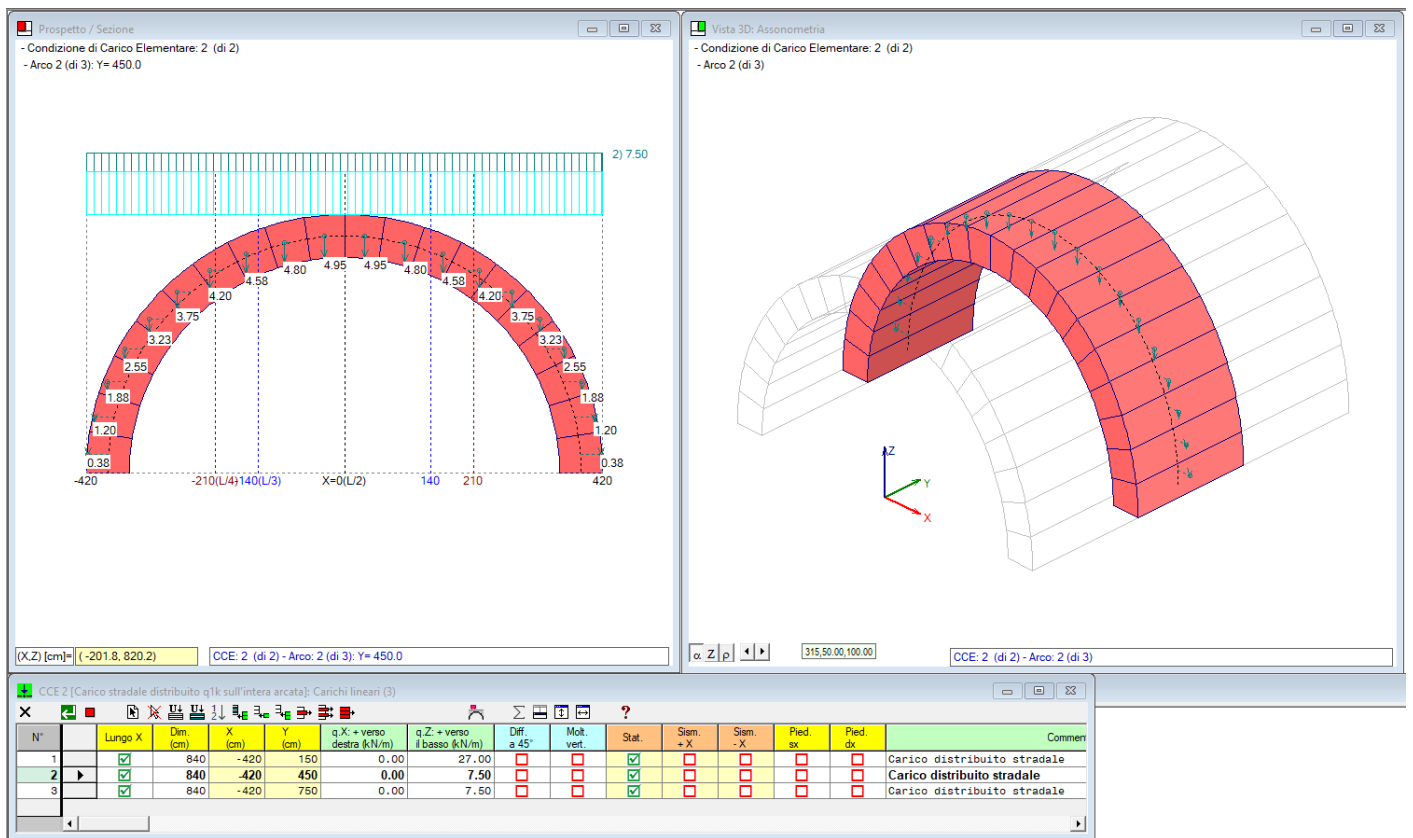 Prospetto / Sezione
- Condizione di Carico Elementare: 2 (di 2)
- Arco 2 (di 3): Y= 450.0
2) 7.50
4.95 4.95
4.80 4.80
4.58 4.58
4.20 4.20
3.75 3.75
3.23 3.23
2.55 2.55
1.88 1.88
1.20 1.20
0.38 0.38
-420 -210(L/4) -140(L/3) X=0(L/2) 140 210 420
(X,Z) [cm]= ( -201.8, 820.2) CCE: 2 (di 2) - Arco: 2 (di 3): Y= 450.0
Vista 3D: Assonometria
- Condizione di Carico Elementare: 2 (di 2)
- Arco 2 (di 3)
Z
Y
X
α Z ρ 315,50.00,100.00 CCE: 2 (di 2) - Arco: 2 (di 3)
CCE 2 [Carico stradale distribuito q1k sull'intera arcata]: Carichi lineari (3)
N° Lungo X Dim. (cm) X (cm) Y (cm) q.X: + verso destra (kN/m) q.Z: + verso il basso (kN/m) Diff. a 45° Molt. vert. Stat. Sism. + X Sism. - X Pied. sx Pied. dx Comment
1 840 -420 150 0.00 27.00 Carico distribuito stradale
2 840 -420 450 0.00 7.50 Carico distribuito stradale
3 840 -420 750 0.00 7.50 Carico distribuito stradale